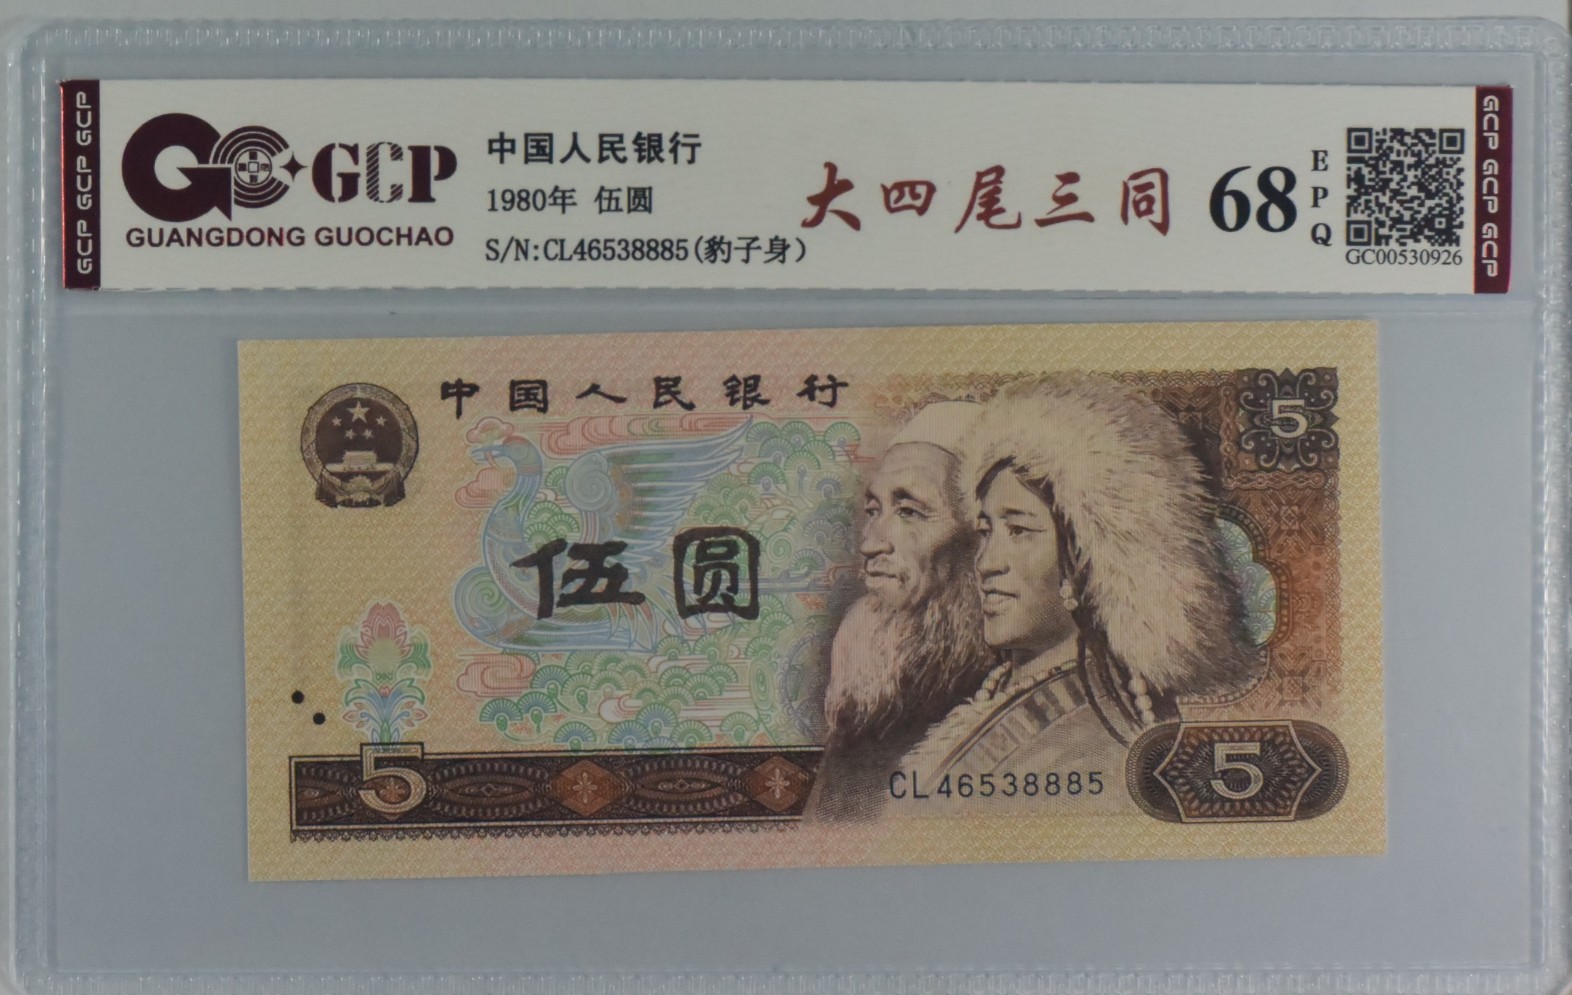 GCP GCP GCP
GCP
GUANGDONG GUOCHAO
中国人民银行
1980年 伍圆
S/N:CL46538885(豹子身)
大四尾三同
68
EPQ
GC00530926
GCP GCP GCP
中国人民银行
5
伍圆
5
CL46538885
5